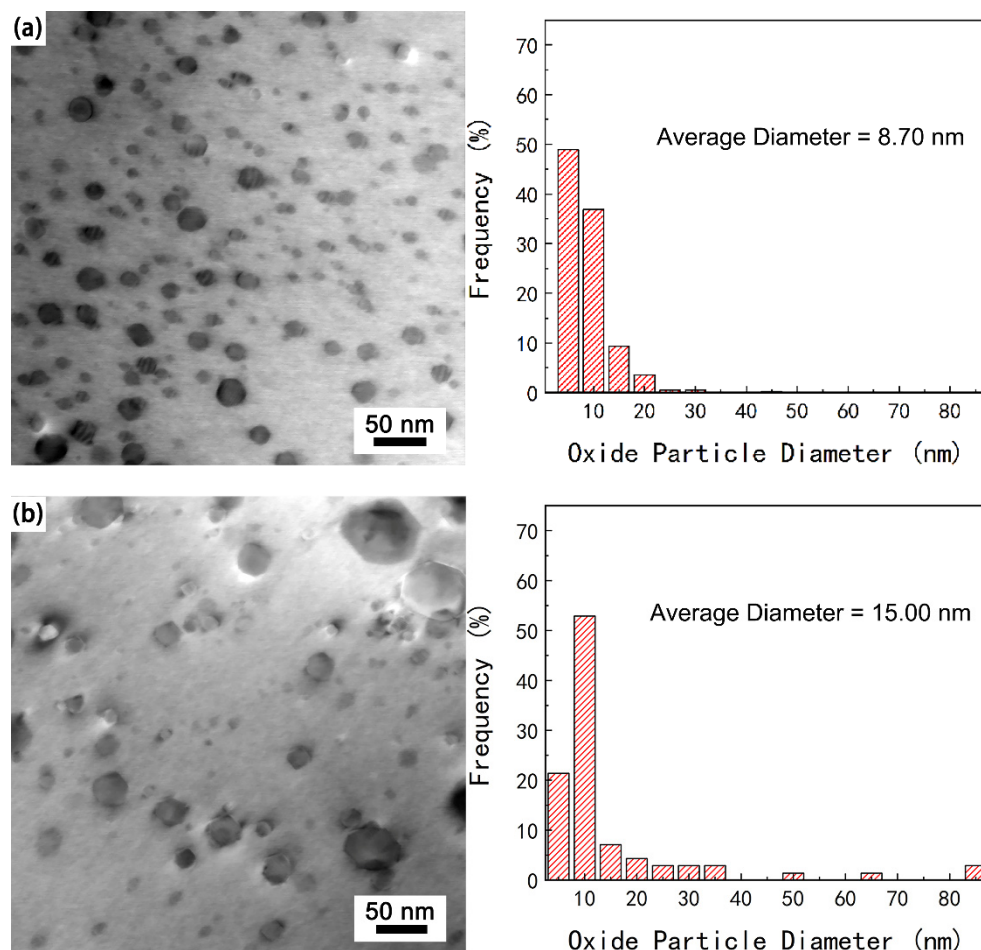 (a)
50 nm
Frequency (%)
70
60
50
40
30
20
10
0
Average Diameter = 8.70 nm
10 20 30 40 50 60 70 80
Oxide Particle Diameter (nm)
(b)
50 nm
Frequency (%)
70
60
50
40
30
20
10
0
Average Diameter = 15.00 nm
10 20 30 40 50 60 70 80
Oxide Particle Diameter (nm)